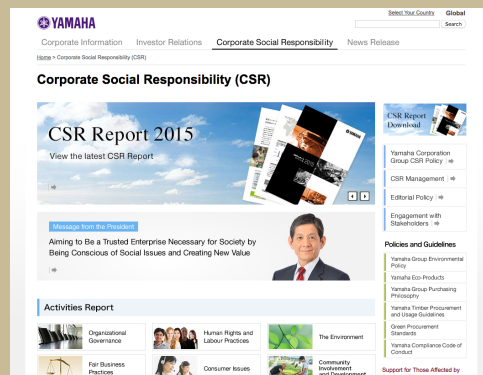 Select Your Country Global
YAMAHA
Search
Corporate Information Investor Relations Corporate Social Responsibility News Release
Home > Corporate Social Responsibility (CSR)
Corporate Social Responsibility (CSR)
CSR Report 2015
View the latest CSR Report
YAMAHA
CSR Report
Download
Yamaha Corporation
Group CSR Policy
CSR Management
Editorial Policy
Engagement with
Stakeholders
Message from the President
Aiming to Be a Trusted Enterprise Necessary for Society by
Being Conscious of Social Issues and Creating New Value
Policies and Guidelines
Yamaha Group Environmental
Policy
Yamaha Eco-Products
Yamaha Group Purchasing
Philosophy
Yamaha Timber Procurement
and Usage Guidelines
Green Procurement
Standards
Yamaha Compliance Code of
Conduct
Activities Report
Organizational
Governance
Human Rights and
Labour Practices
The Environment
Fair Business
Practices
Consumer Issues
Community
Involvement
and Development
Support for Those Affected by